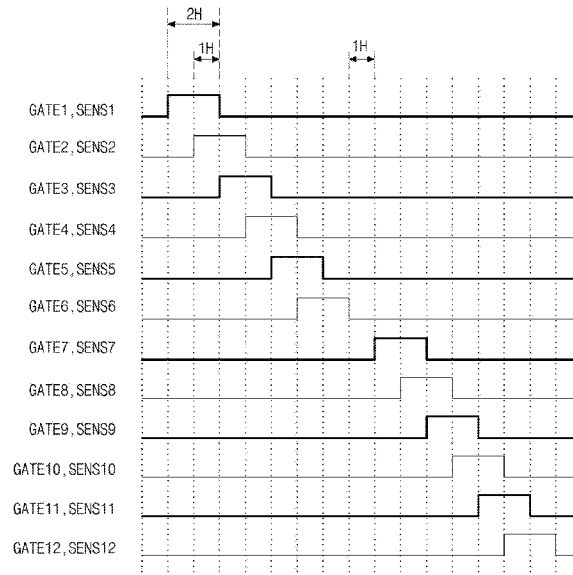 2H
1H
1H
GATE1,SENS1
GATE2,SENS2
GATE3,SENS3
GATE4,SENS4
GATE5,SENS5
GATE6,SENS6
GATE7,SENS7
GATE8,SENS8
GATE9,SENS9
GATE10,SENS10
GATE11,SENS11
GATE12,SENS12